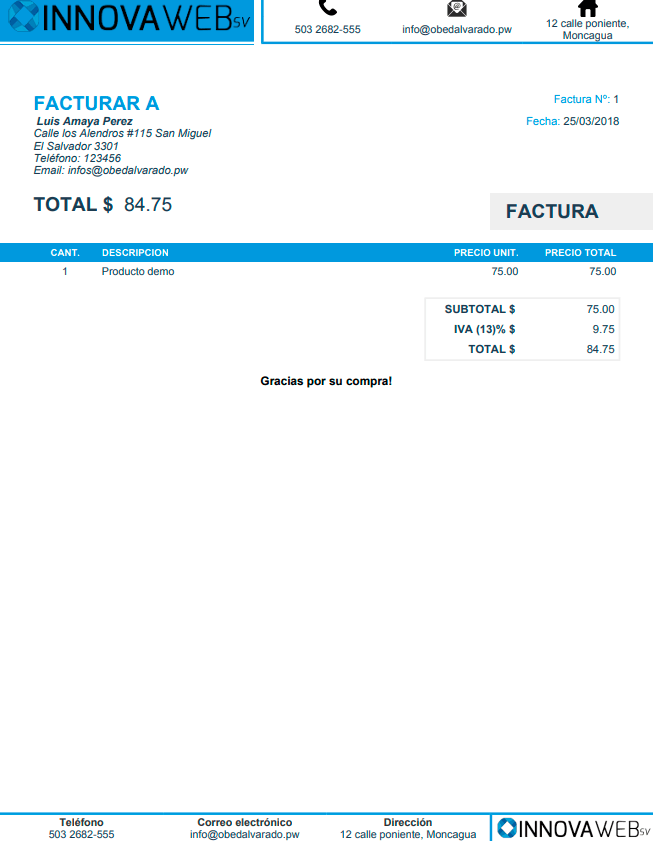 INNOVAWEBSV
503 2682-555
info@obedalvarado.pw
12 calle poniente,
Moncagua
FACTURAR A
Luis Amaya Perez
Calle los Alendros #115 San Miguel
El Salvador 3301
Teléfono: 123456
Email: infos@obedalvarado.pw
Factura Nº: 1
Fecha: 25/03/2018
TOTAL $ 84.75
FACTURA
CANT. DESCRIPCION PRECIO UNIT. PRECIO TOTAL
1 Producto demo 75.00 75.00
SUBTOTAL $ 75.00
IVA (13)% $ 9.75
TOTAL $ 84.75
Gracias por su compra!
Teléfono Correo electrónico Dirección
503 2682-555 info@obedalvarado.pw 12 calle poniente, Moncagua
INNOVAWEBSV